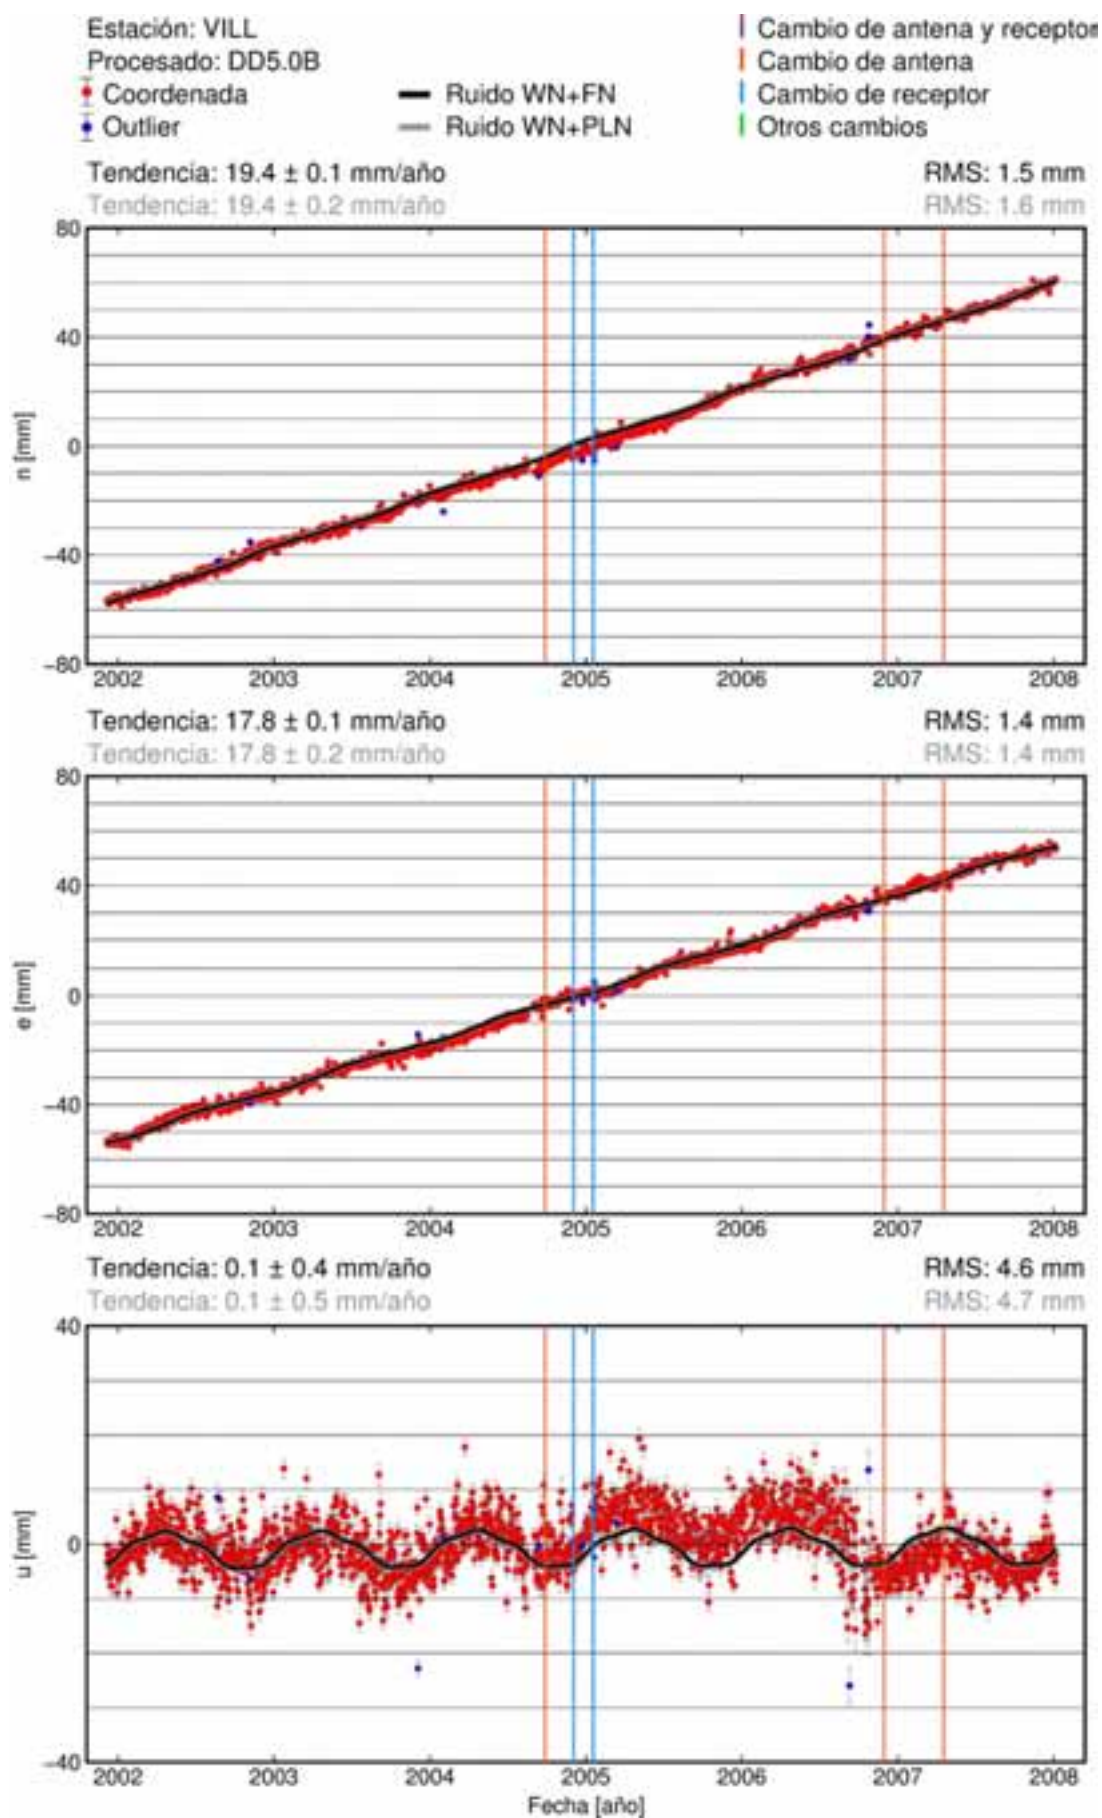 Estación: VILL
Procesado: DD5.0B
Coordenada
Outlier
Ruido WN+FN
Ruido WN+PLN
Cambio de antena y receptor
Cambio de antena
Cambio de receptor
Otros cambios
Tendencia: 19.4 ± 0.1 mm/año RMS: 1.5 mm
Tendencia: 19.4 ± 0.2 mm/año RMS: 1.6 mm
80
40
0
−40
−80
n [mm]
2002 2003 2004 2005 2006 2007 2008
Tendencia: 17.8 ± 0.1 mm/año RMS: 1.4 mm
Tendencia: 17.8 ± 0.2 mm/año RMS: 1.4 mm
80
40
0
−40
−80
e [mm]
2002 2003 2004 2005 2006 2007 2008
Tendencia: 0.1 ± 0.4 mm/año RMS: 4.6 mm
Tendencia: 0.1 ± 0.5 mm/año RMS: 4.7 mm
40
0
−40
u [mm]
2002 2003 2004 2005 2006 2007 2008
Fecha [año]